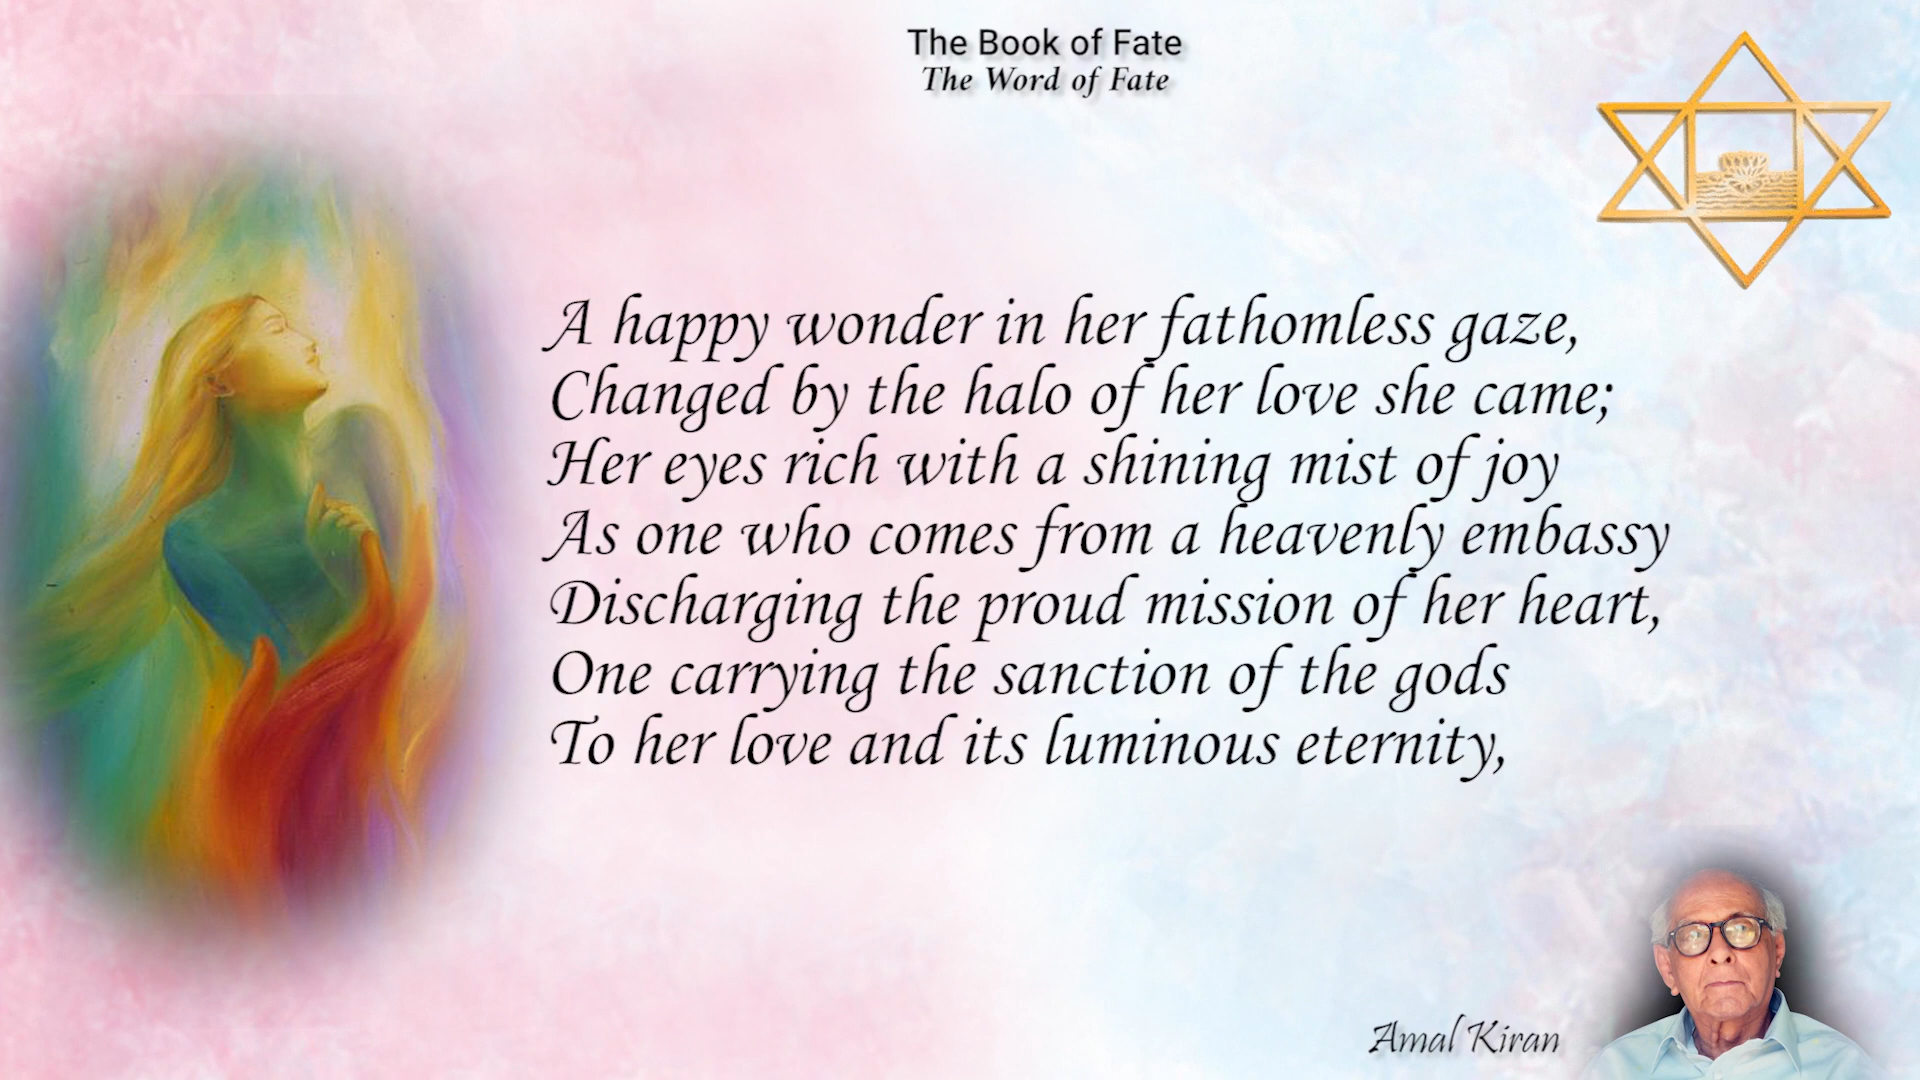 The Book of Fate
The Word of Fate
A happy wonder in her fathomless gaze,
Changed by the halo of her love she came;
Her eyes rich with a shining mist of joy
As one who comes from a heavenly embassy
Discharging the proud mission of her heart,
One carrying the sanction of the gods
To her love and its luminous eternity,
Amal Kiran